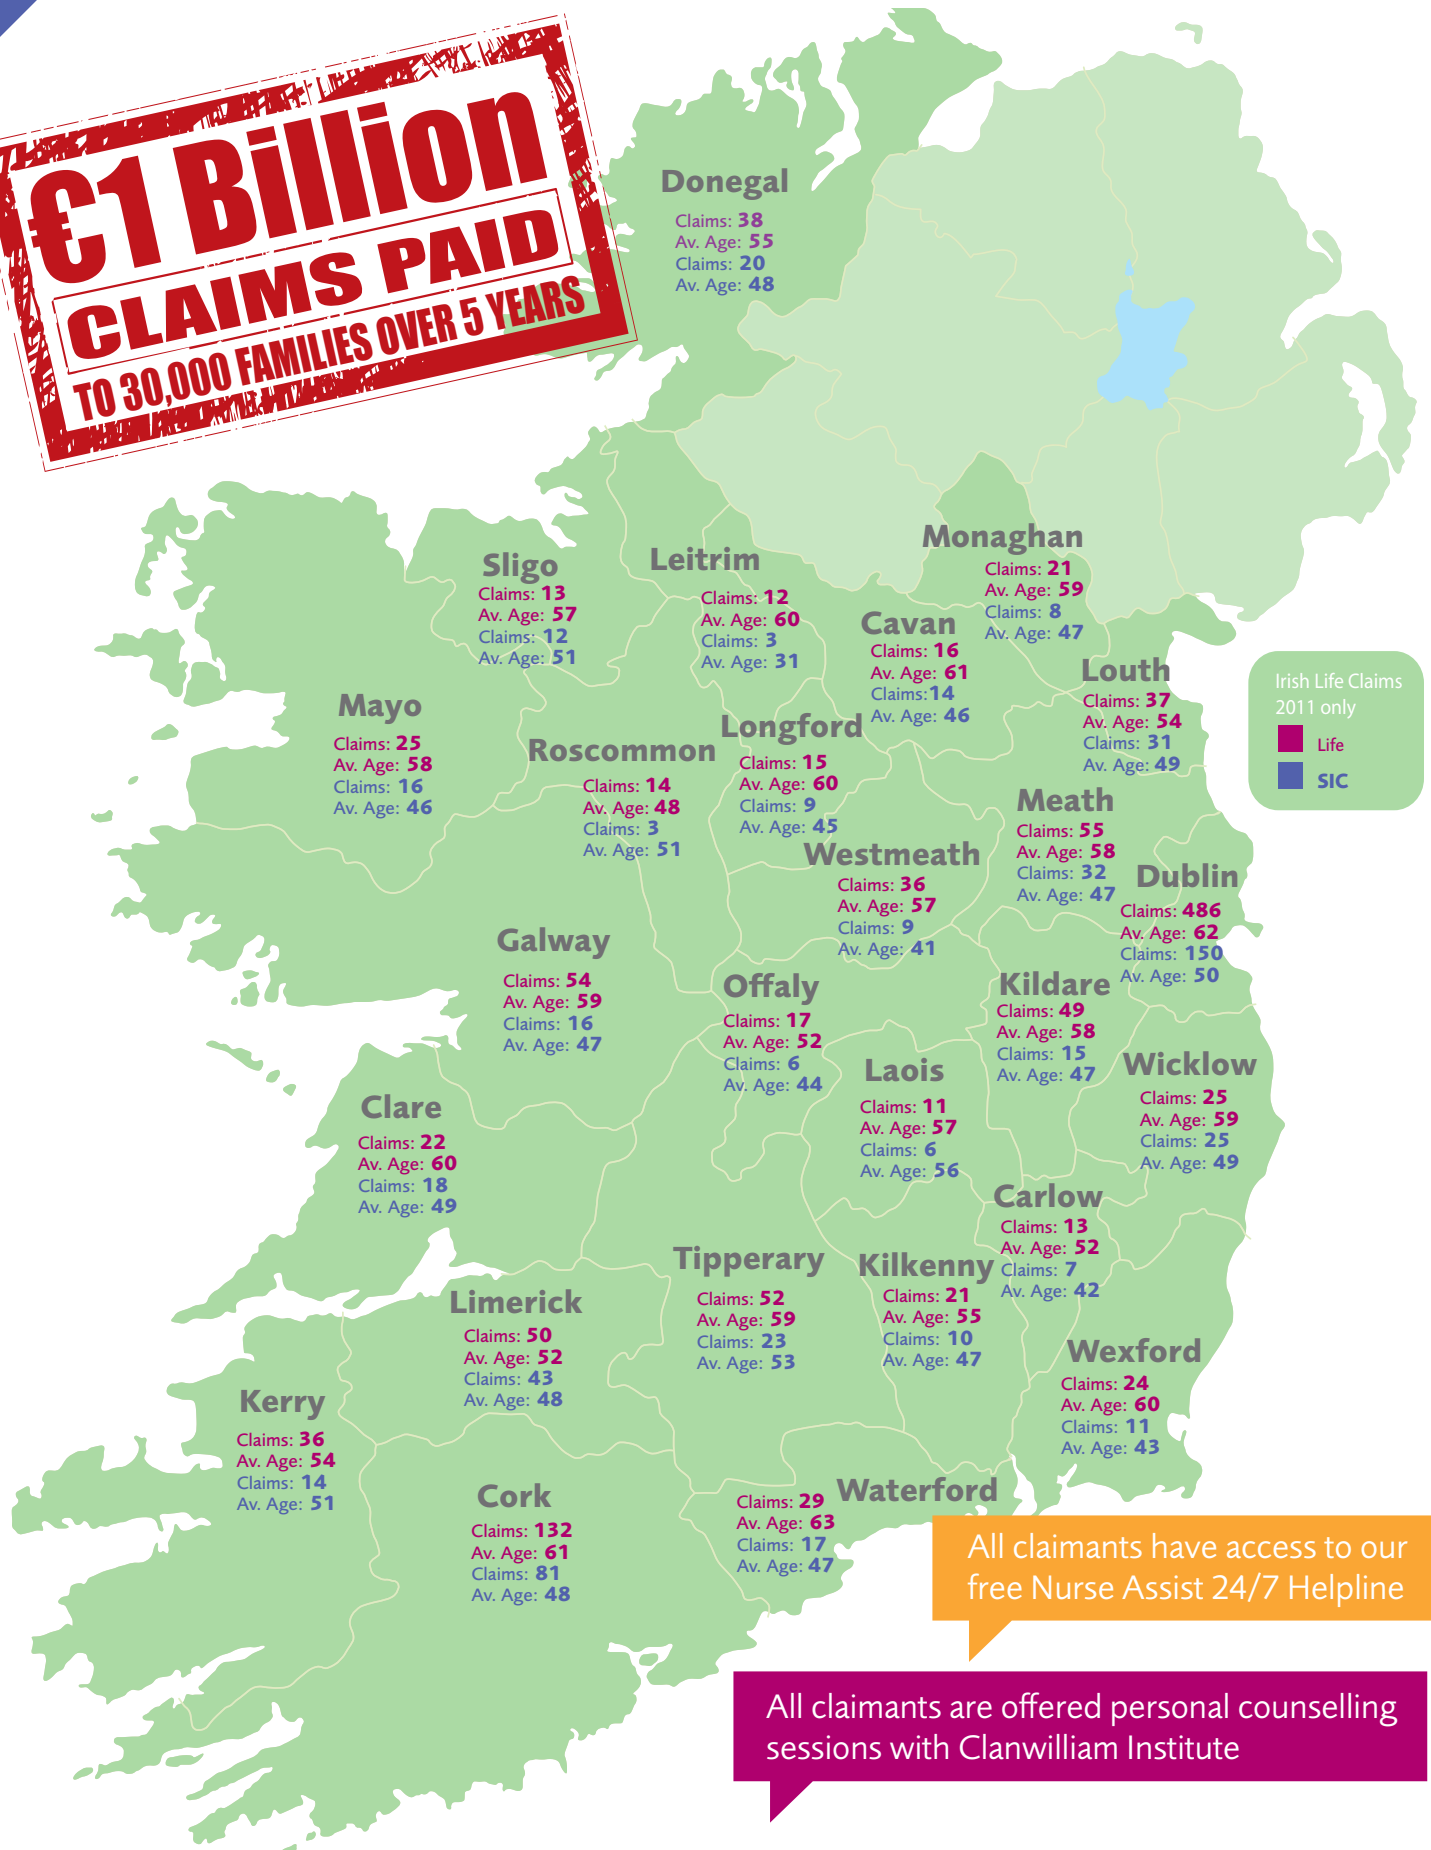 €1 Billion
CLAIMS PAID
TO 30,000 FAMILIES OVER 5 YEARS
Donegal
Claims: 38
Av. Age: 55
Claims: 20
Av. Age: 48
Monaghan
Claims: 21
Av. Age: 59
Claims: 8
Av. Age: 47
Sligo
Claims: 13
Av. Age: 57
Claims: 12
Av. Age: 51
Leitrim
Claims: 12
Av. Age: 60
Claims: 3
Av. Age: 31
Cavan
Claims: 16
Av. Age: 61
Claims:14
Av. Age: 46
Louth
Claims: 37
Av. Age: 54
Claims: 31
Av. Age: 49
Irish Life Claims
2011 only
Life
SIC
Mayo
Claims: 25
Av. Age: 58
Claims: 16
Av. Age: 46
Roscommon
Claims: 14
Av. Age: 48
Claims: 3
Av. Age: 51
Longford
Claims: 15
Av. Age: 60
Claims: 9
Av. Age: 45
Meath
Claims: 55
Av. Age: 58
Claims: 32
Av. Age: 47
Westmeath
Claims: 36
Av. Age: 57
Claims: 9
Av. Age: 41
Dublin
Claims: 486
Av. Age: 62
Claims: 150
Av. Age: 50
Galway
Claims: 54
Av. Age: 59
Claims: 16
Av. Age: 47
Offaly
Claims: 17
Av. Age: 52
Claims: 6
Av. Age: 44
Kildare
Claims: 49
Av. Age: 58
Claims: 15
Av. Age: 47
Laois
Claims: 11
Av. Age: 57
Claims: 6
Av. Age: 56
Wicklow
Claims: 25
Av. Age: 59
Claims: 25
Av. Age: 49
Clare
Claims: 22
Av. Age: 60
Claims: 18
Av. Age: 49
Carlow
Claims: 13
Av. Age: 52
Claims: 7
Av. Age: 42
Tipperary
Claims: 52
Av. Age: 59
Claims: 23
Av. Age: 53
Kilkenny
Claims: 21
Av. Age: 55
Claims: 10
Av. Age: 47
Limerick
Claims: 50
Av. Age: 52
Claims: 43
Av. Age: 48
Wexford
Claims: 24
Av. Age: 60
Claims: 11
Av. Age: 43
Kerry
Claims: 36
Av. Age: 54
Claims: 14
Av. Age: 51
Cork
Claims: 132
Av. Age: 61
Claims: 81
Av. Age: 48
Waterford
Claims: 29
Av. Age: 63
Claims: 17
Av. Age: 47
All claimants have access to our
free Nurse Assist 24/7 Helpline
All claimants are offered personal counselling
sessions with Clanwilliam Institute